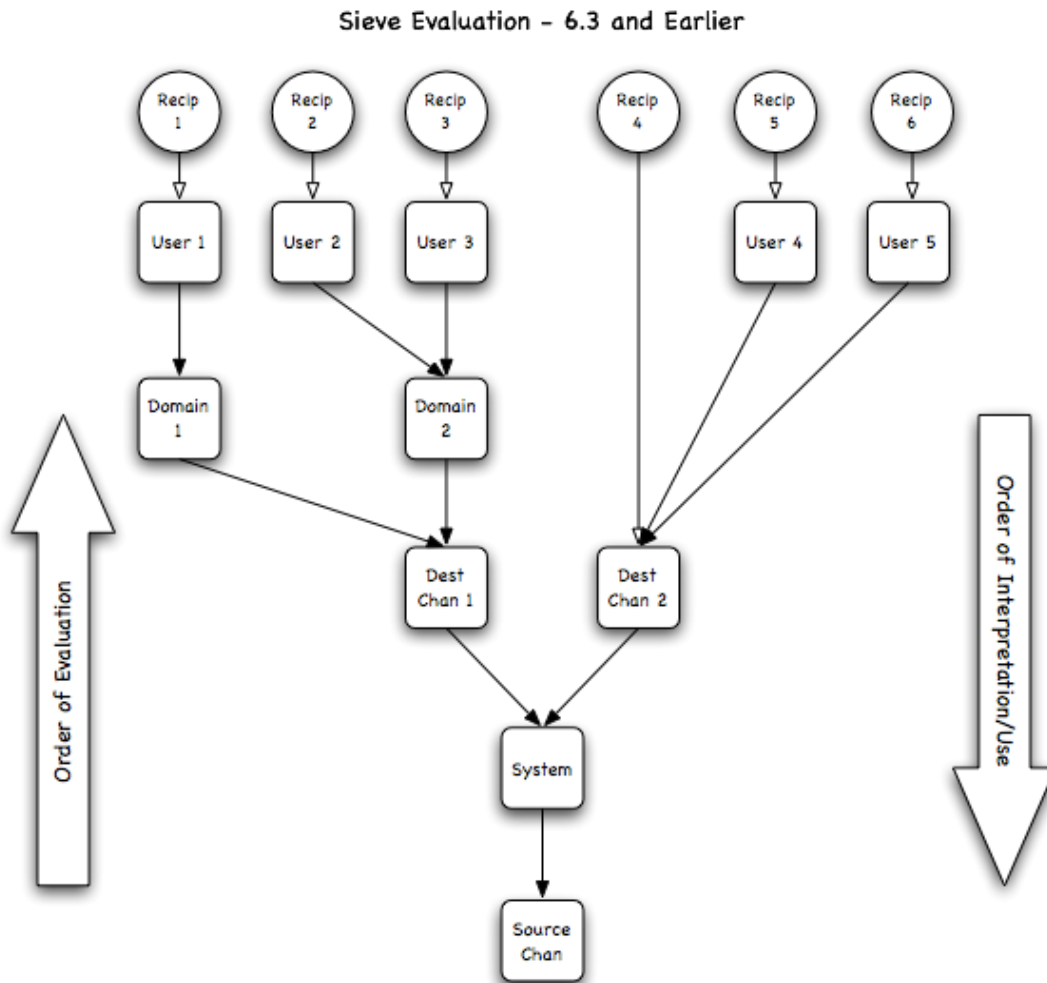 Sieve Evaluation - 6.3 and Earlier
Recip
1
Recip
2
Recip
3
Recip
4
Recip
5
Recip
6
User 1
User 2
User 3
User 4
User 5
Domain
1
Domain
2
Order of Evaluation
Order of Interpretation/Use
Dest
Chan 1
Dest
Chan 2
System
Source
Chan